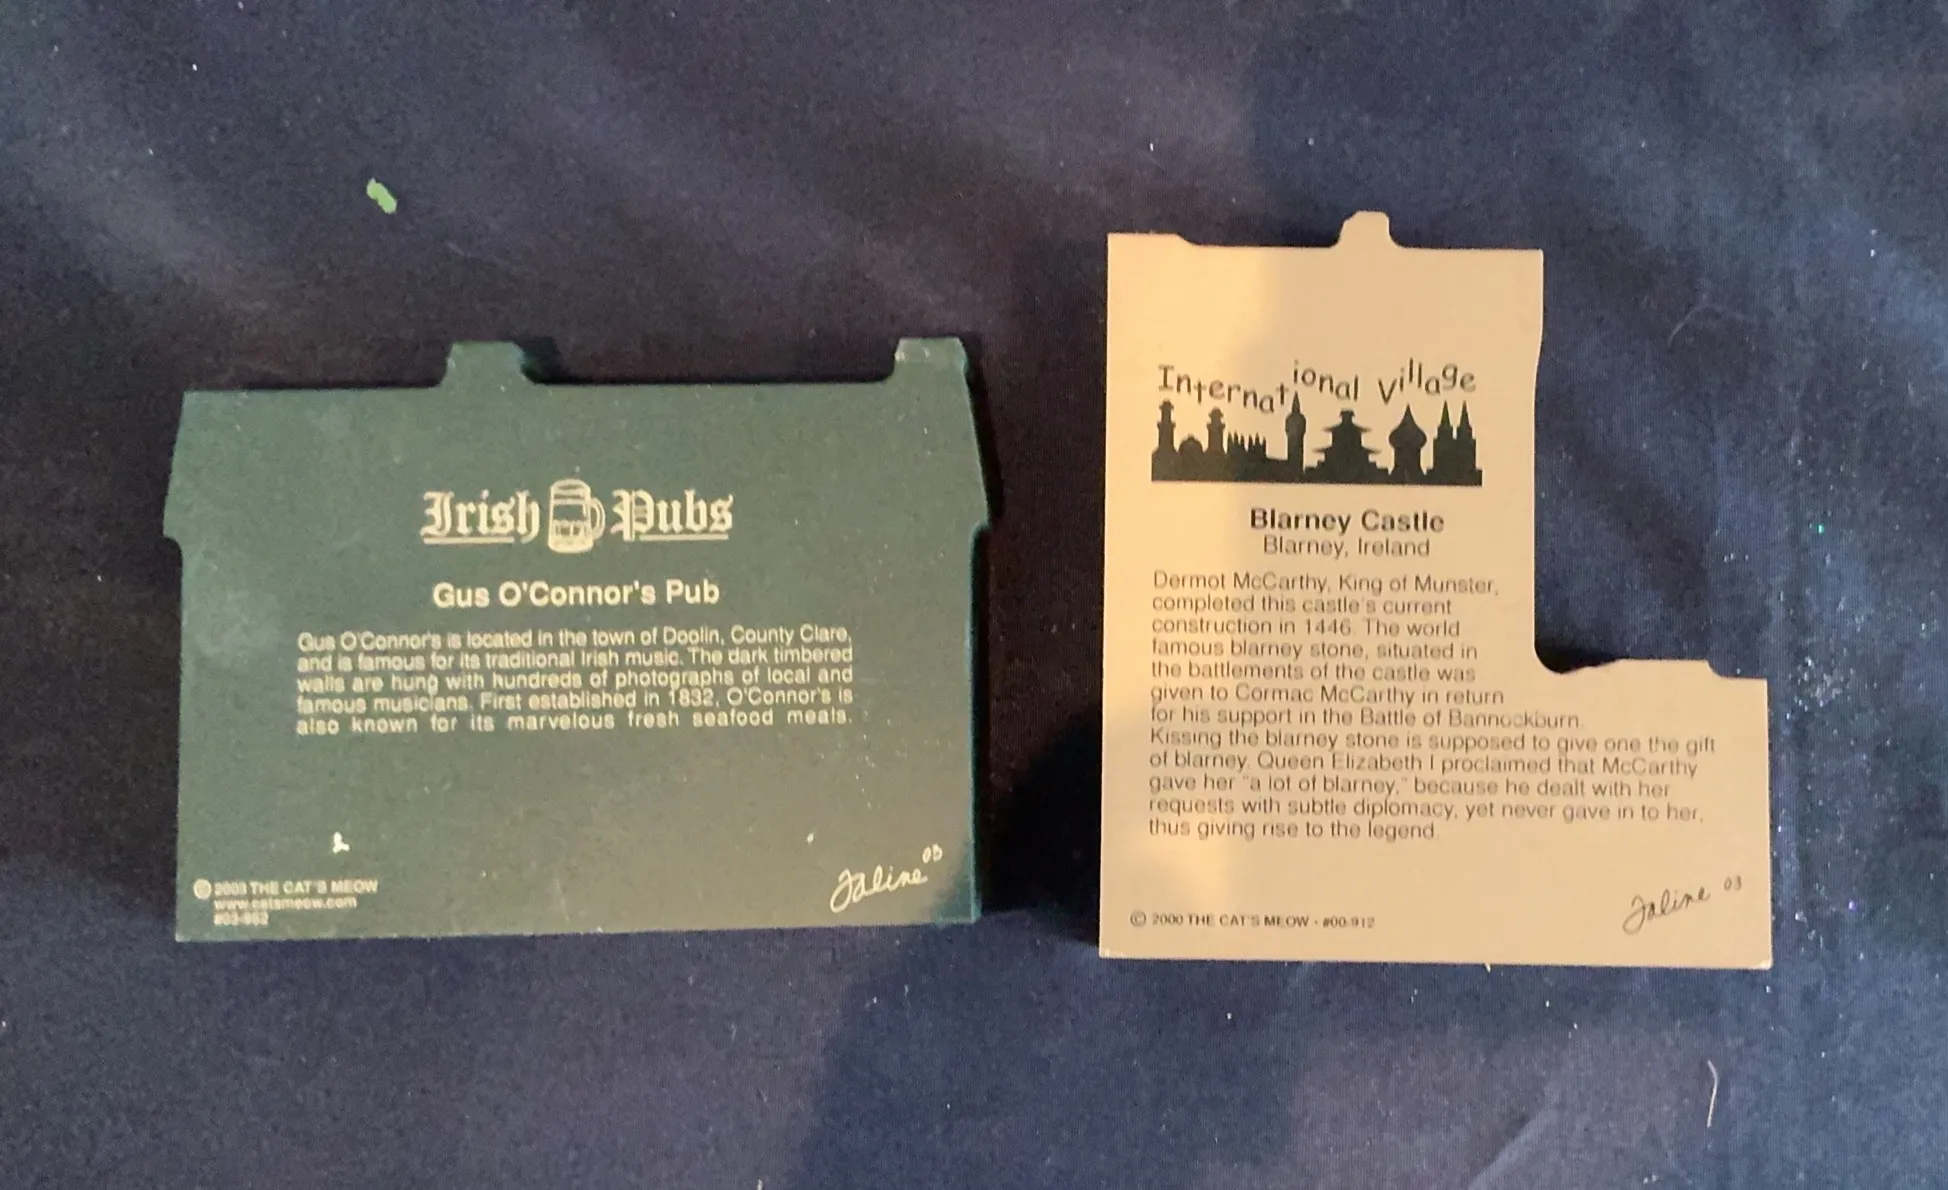 Irish Pubs
Gus O'Connor's Pub
Gus O'Connor's is located in the town of Doolin, County Clare,
and is famous for its traditional Irish music. The dark timbered
walls are hung with hundreds of photographs of local and
famous musicians. First established in 1832, O'Connor's is
also known for its marvelous fresh seafood meals.
© 2003 THE CAT'S MEOW
www.catsmeow.com
Jaline 03
International Village
Blarney Castle
Blarney, Ireland
Dermot McCarthy, King of Munster,
completed this castle's current
construction in 1446. The world
famous blarney stone, situated in
the battlements of the castle was
given to Cormac McCarthy in return
for his support in the Battle of Bannockburn.
Kissing the blarney stone is supposed to give one the gift
of blarney. Queen Elizabeth I proclaimed that McCarthy
gave her "a lot of blarney," because he dealt with her
requests with subtle diplomacy, yet never gave in to her,
thus giving rise to the legend.
© 2000 THE CAT'S MEOW - #00-912
Jaline 03